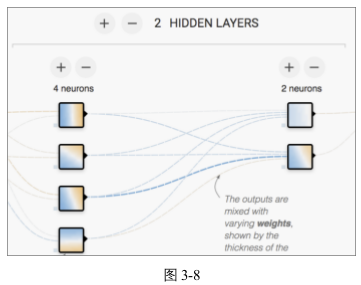 + − 2 HIDDEN LAYERS
+ − + −
4 neurons 2 neurons
The outputs are
mixed with
varying weights,
shown by the
thickness of the
图 3-8